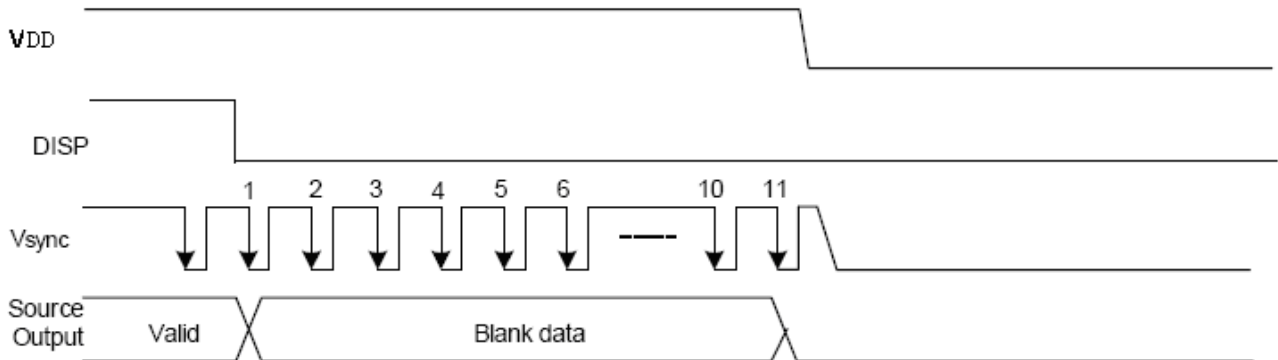 VDD
DISP
1 2 3 4 5 6 10 11
Vsync
Source
Output
Valid
Blank data